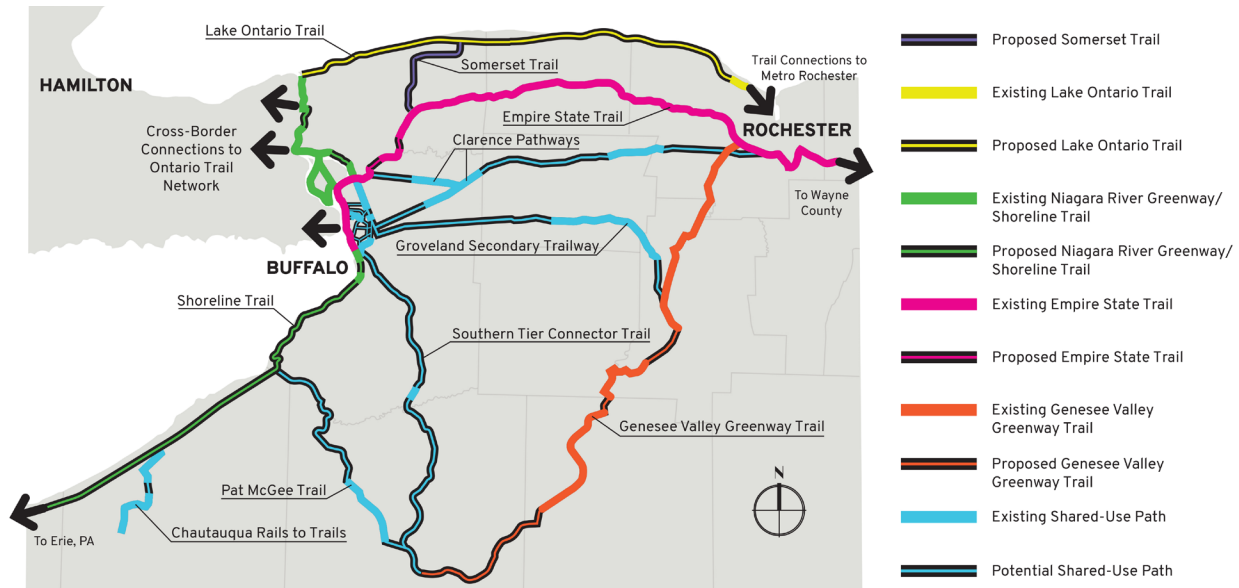 Lake Ontario Trail
HAMILTON
Somerset Trail
Trail Connections to
Metro Rochester
Empire State Trail
ROCHESTER
Cross-Border
Connections to
Ontario Trail
Network
Clarence Pathways
To Wayne
County
Groveland Secondary Trailway
BUFFALO
Shoreline Trail
Southern Tier Connector Trail
Genesee Valley Greenway Trail
Pat McGee Trail
N
Chautauqua Rails to Trails
To Erie, PA
Proposed Somerset Trail
Existing Lake Ontario Trail
Proposed Lake Ontario Trail
Existing Niagara River Greenway/
Shoreline Trail
Proposed Niagara River Greenway/
Shoreline Trail
Existing Empire State Trail
Proposed Empire State Trail
Existing Genesee Valley
Greenway Trail
Proposed Genesee Valley
Greenway Trail
Existing Shared-Use Path
Potential Shared-Use Path